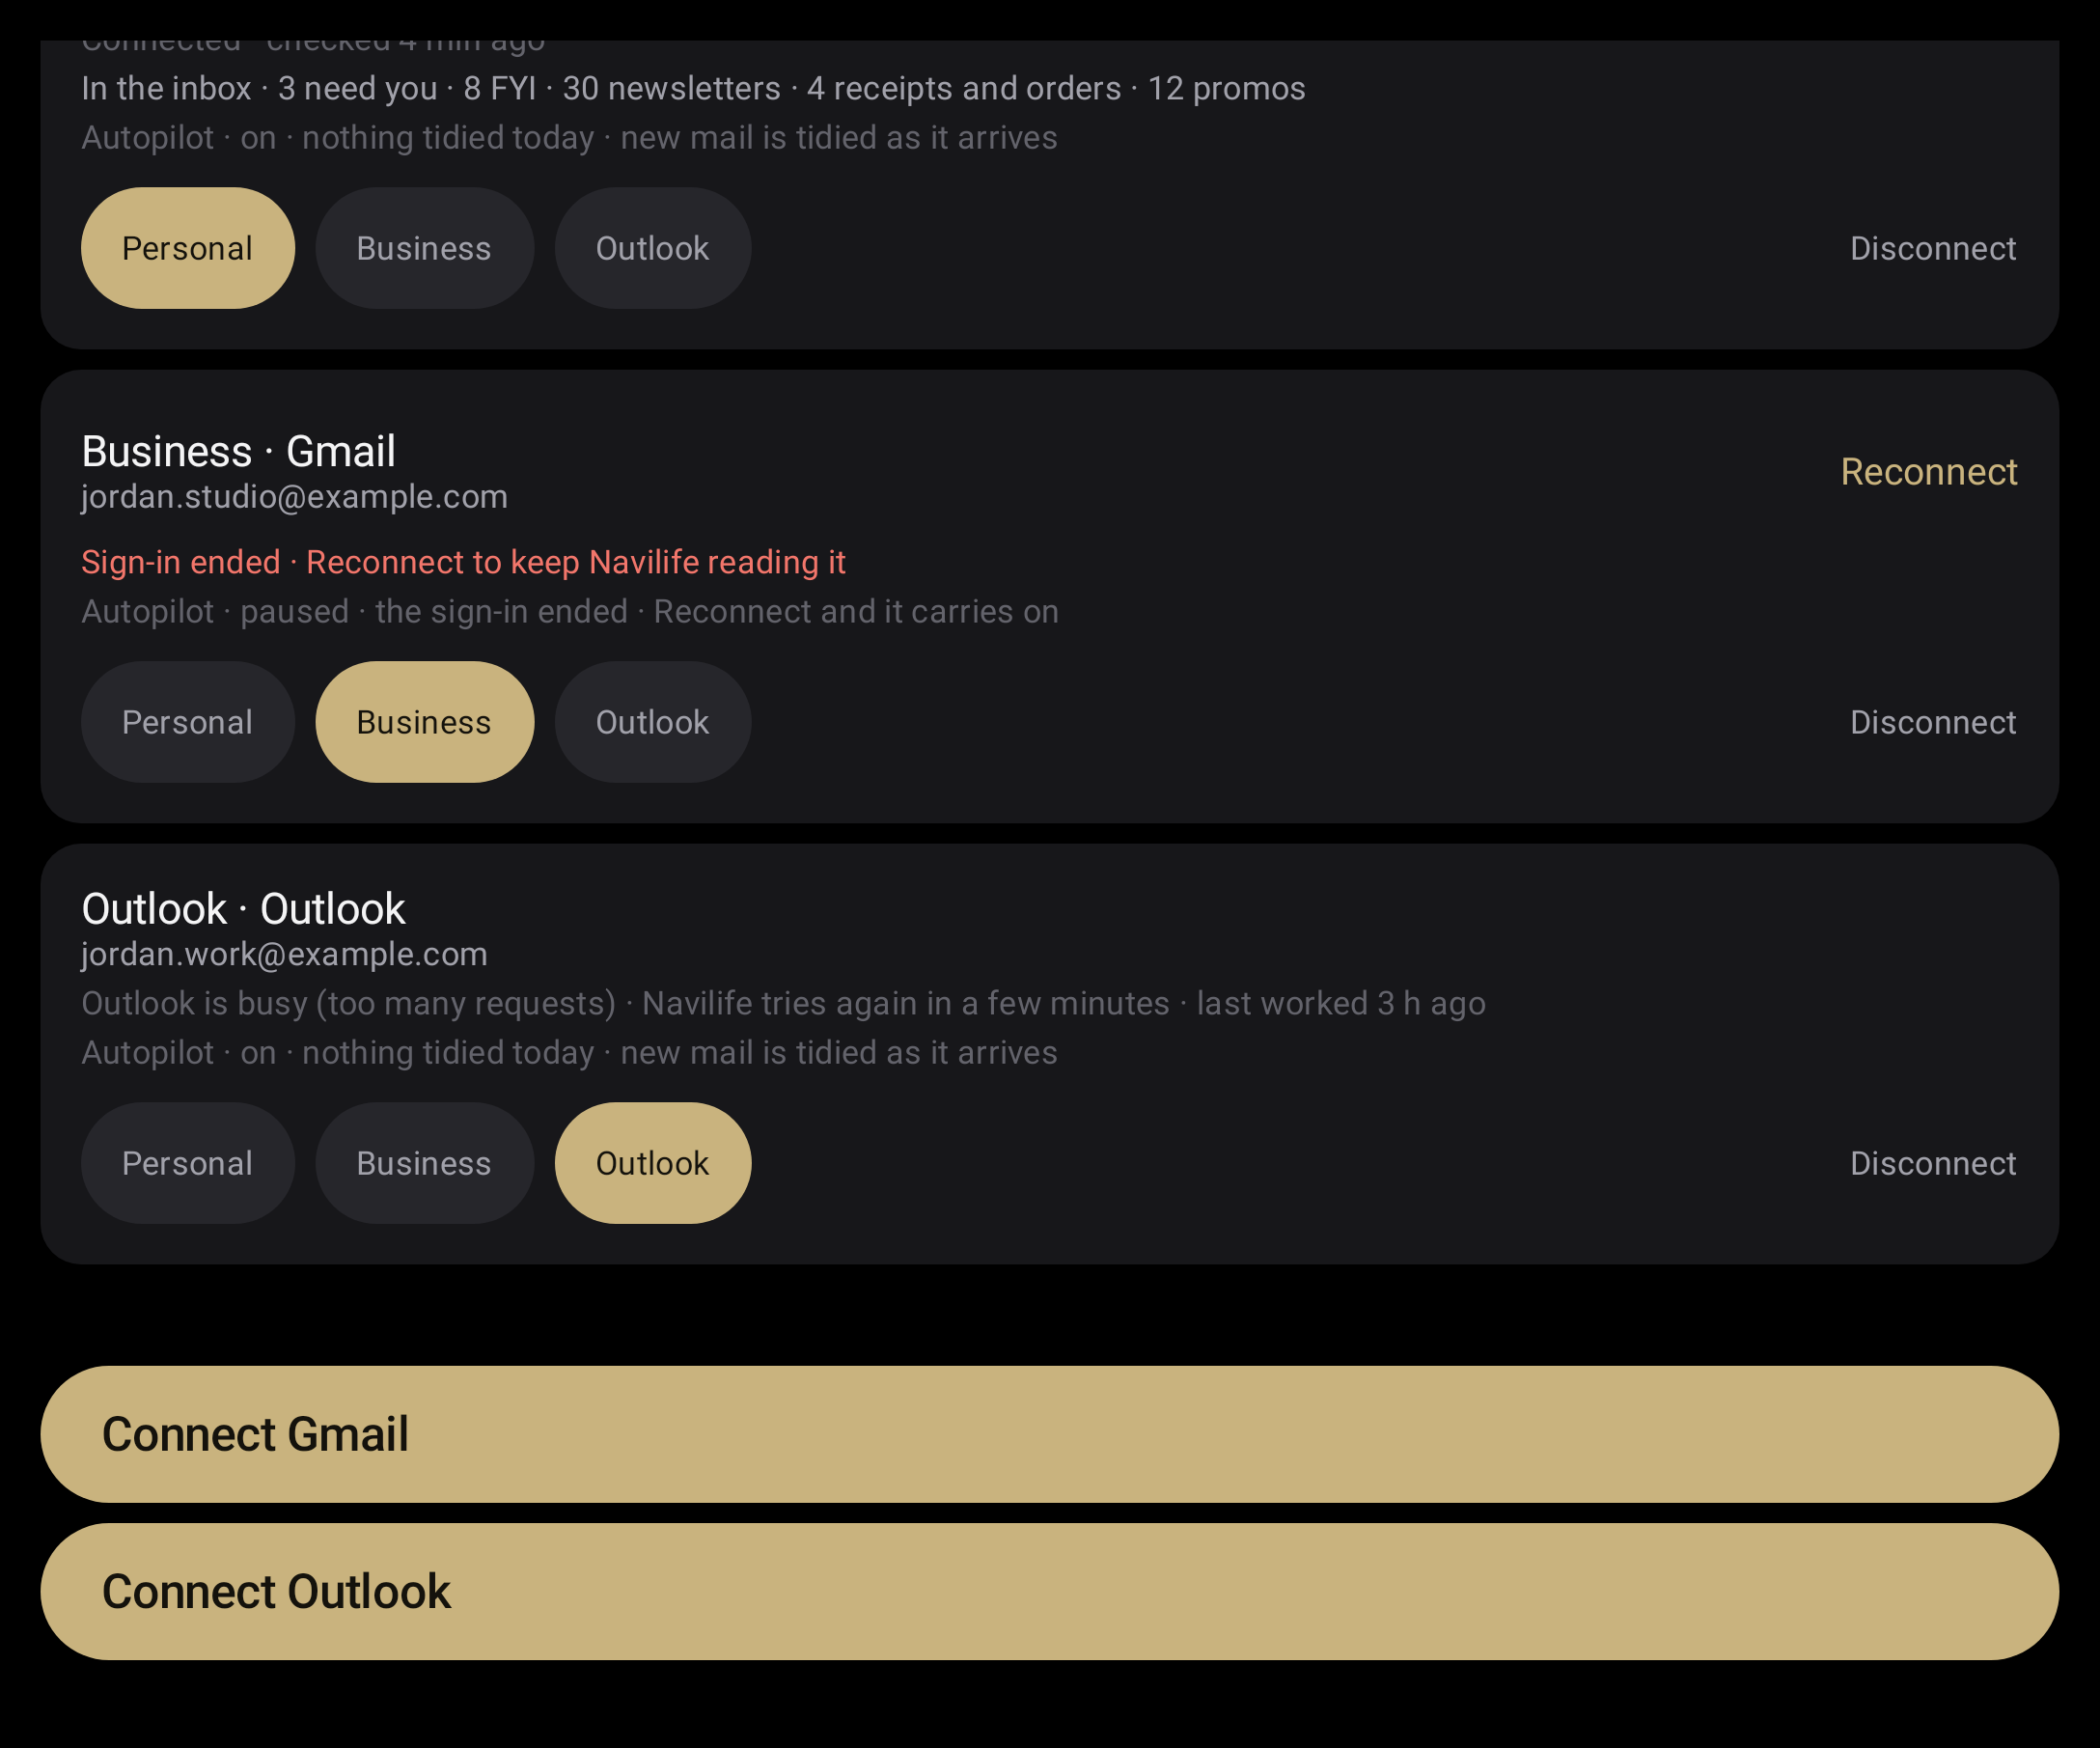 Connected · checked 4 min ago
In the inbox · 3 need you · 8 FYI · 30 newsletters · 4 receipts and orders · 12 promos
Autopilot · on · nothing tidied today · new mail is tidied as it arrives
Personal Business Outlook Disconnect
Business · Gmail
Reconnect
jordan.studio@example.com
Sign-in ended · Reconnect to keep Navilife reading it
Autopilot · paused · the sign-in ended · Reconnect and it carries on
Personal Business Outlook Disconnect
Outlook · Outlook
jordan.work@example.com
Outlook is busy (too many requests) · Navilife tries again in a few minutes · last worked 3 h ago
Autopilot · on · nothing tidied today · new mail is tidied as it arrives
Personal Business Outlook Disconnect
Connect Gmail
Connect Outlook